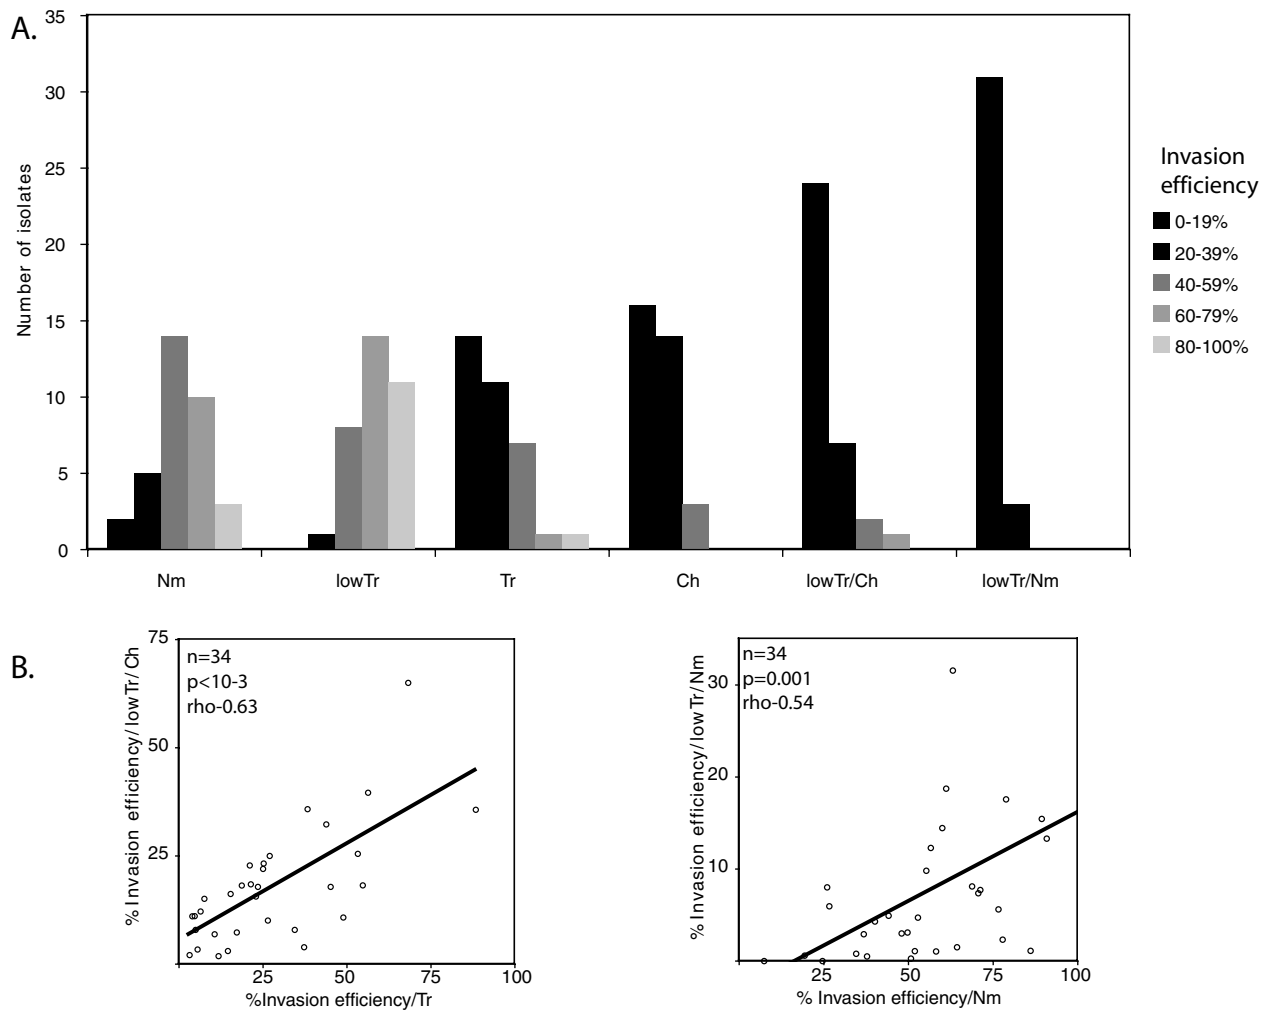 A.
35
30
25
20
15
10
5
0
Number of isolates
Nm
lowTr
Tr
Ch
lowTr/Ch
lowTr/Nm
Invasion
efficiency
0-19%
20-39%
40-59%
60-79%
80-100%
B.
75
50
25
% Invasion efficiency/lowTr/Ch
n=34
p<10-3
rho-0.63
25
50
75
100
%Invasion efficiency/Tr
30
20
10
% Invasion efficiency/lowTr/Nm
n=34
p=0.001
rho-0.54
25
50
75
100
% Invasion efficiency/Nm